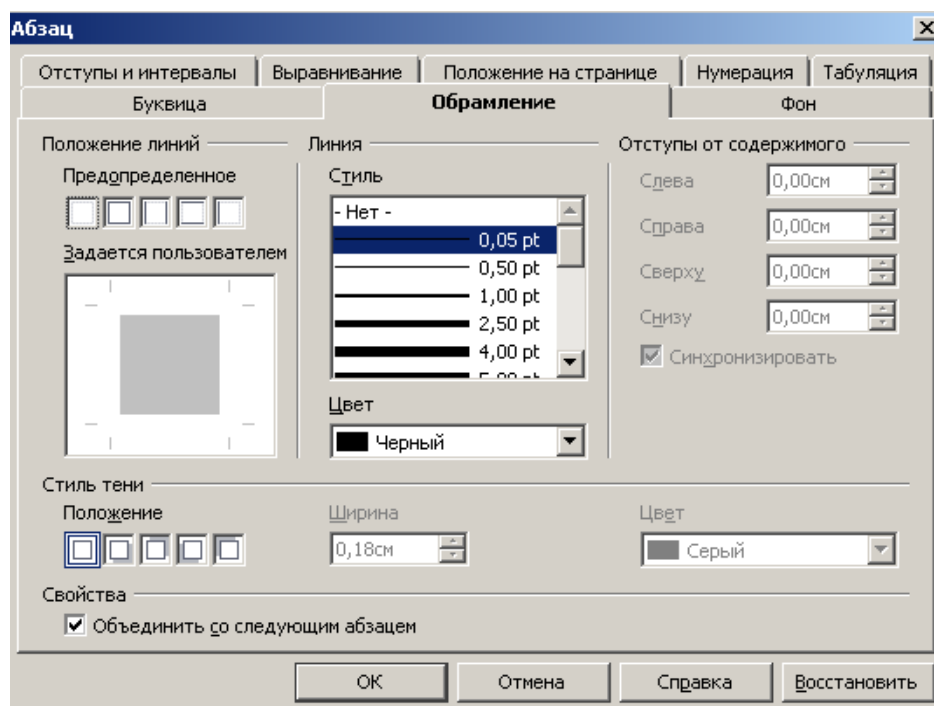 Абзац
Отступы и интервалы Выравнивание Положение на странице Нумерация Табуляция
Буквица Обрамление Фон
Положение линий Линия Отступы от содержимого
Предопределенное Стиль Слева 0,00см
- Нет -
0,05 pt Справа 0,00см
Задается пользователем 0,50 pt Сверху 0,00см
1,00 pt
2,50 pt Снизу 0,00см
4,00 pt Синхронизировать
Цвет
Черный
Стиль тени
Положение Ширина Цвет
0,18см Серый
Свойства
Объединить со следующим абзацем
OK Отмена Справка Восстановить